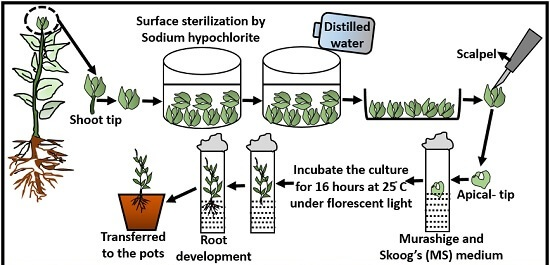 Surface sterilization by
Sodium hypochlorite
Distilled
water
Scalpel
Shoot tip
Incubate the culture
for 16 hours at 25 C
under florescent light
Apical- tip
Transferred
to the pots
Root
development
Murashige and
Skoog's (MS) medium